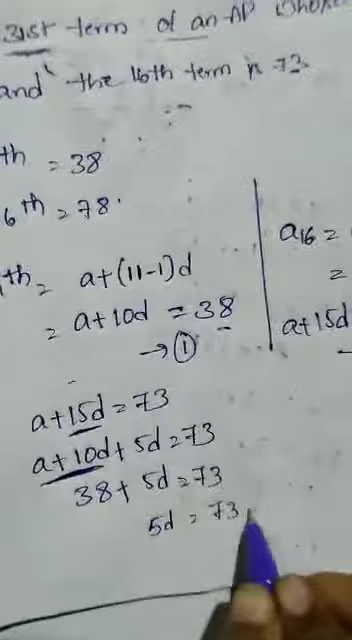 31st term of an AP whose
and the 16th term is 73.
:-
th = 38
6th = 78.
th = a+(11-1)d
= a+10d = 38
→ ①
a16 =
=
a+15d
a+15d = 73
a+10d + 5d = 73
38 + 5d = 73
5d = 73